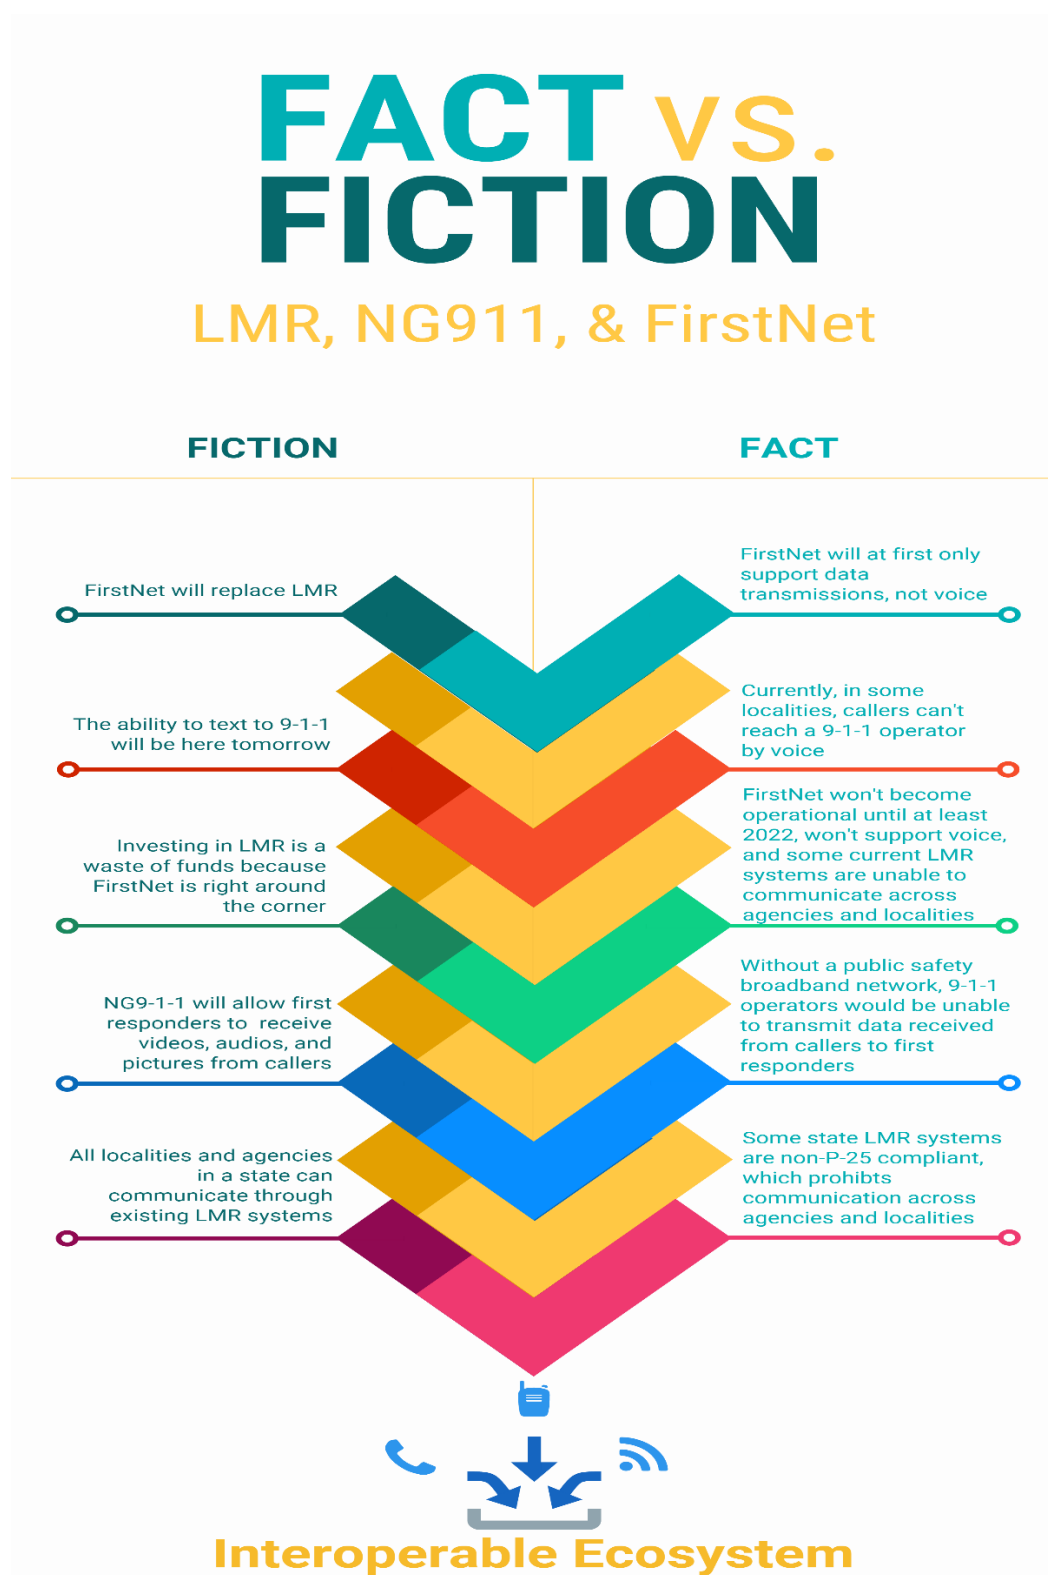 FACT vs.
FICTION
LMR, NG911, & FirstNet
FICTION
FACT
FirstNet will replace LMR
FirstNet will at first only
support data
transmissions, not voice
The ability to text to 9-1-1
will be here tomorrow
Currently, in some
localities, callers can't
reach a 9-1-1 operator
by voice
Investing in LMR is a
waste of funds because
FirstNet is right around
the corner
FirstNet won't become
operational until at least
2022, won't support voice,
and some current LMR
systems are unable to
communicate across
agencies and localities
NG9-1-1 will allow first
responders to receive
videos, audios, and
pictures from callers
Without a public safety
broadband network, 9-1-1
operators would be unable
to transmit data received
from callers to first
responders
All localities and agencies
in a state can
communicate through
existing LMR systems
Some state LMR systems
are non-P-25 compliant,
which prohibts
communication across
agencies and localities
Interoperable Ecosystem